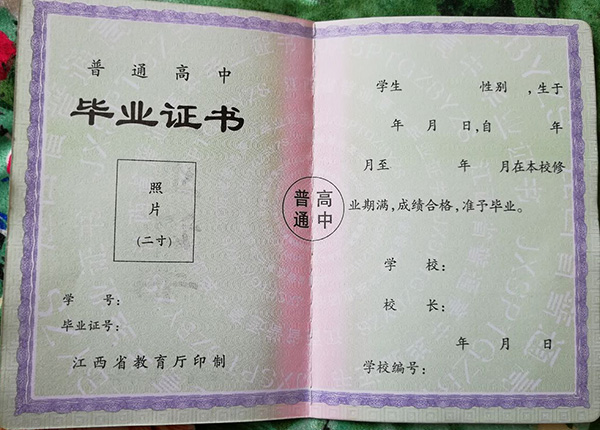 普通高中
毕业证书
照
片
(二寸)
学　号：
毕业证号：
江西省教育厅印制
普通
高中
学生　　　　性别　,生于
年　月　日,自　　　年
月至　　　年　月在本校修
业期满,成绩合格,准予毕业。
学　校：
校　长：
年　月　日
学校编号：